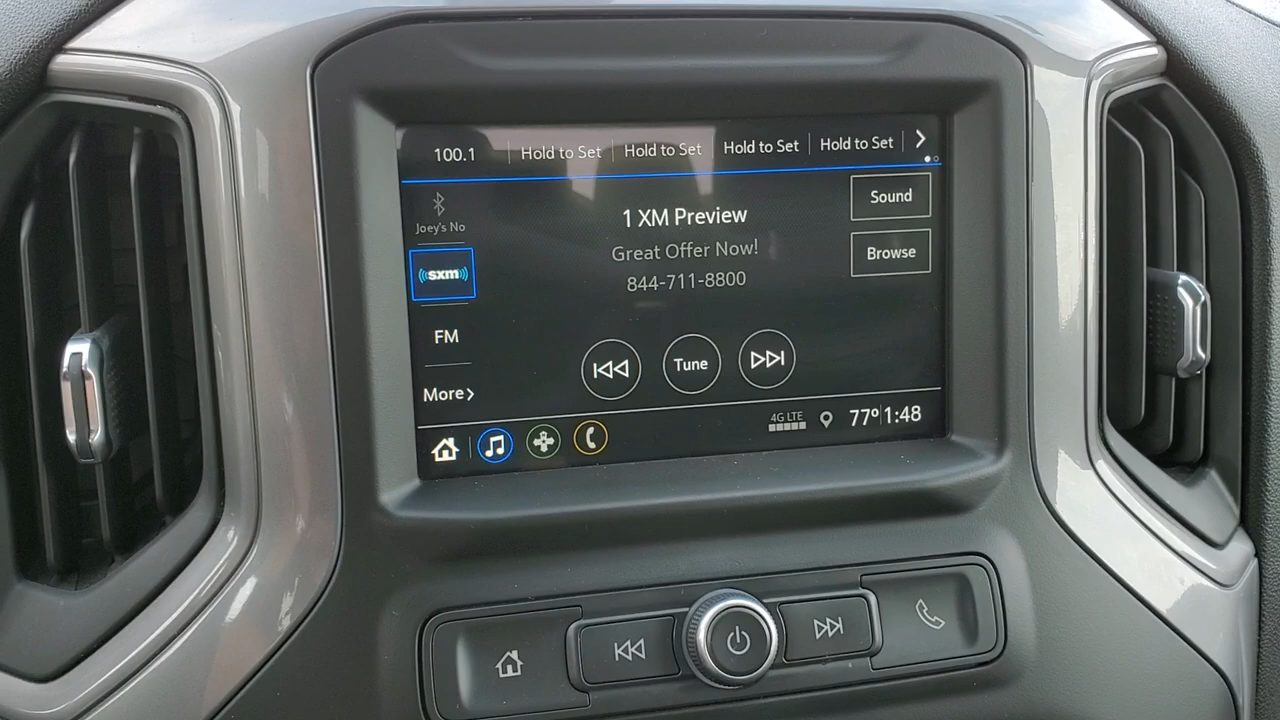 100.1 Hold to Set Hold to Set Hold to Set Hold to Set
Joey's No
sxm
FM
More
1 XM Preview
Great Offer Now!
844-711-8800
Sound
Browse
Tune
4G LTE
77° 1:48